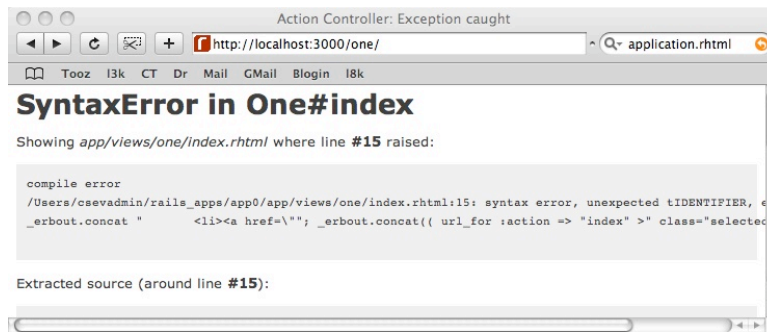 Action Controller: Exception caught
http://localhost:3000/one/
application.rhtml
Tooz I3k CT Dr Mail GMail Blogin I8k
SyntaxError in One#index
Showing app/views/one/index.rhtml where line #15 raised:
compile error
/Users/csevadmin/rails_apps/app0/app/views/one/index.rhtml:15: syntax error, unexpected tIDENTIFIER, e
_erbout.concat "       <li><a href=\""; _erbout.concat(( url_for :action => "index" >" class="selected
Extracted source (around line #15):